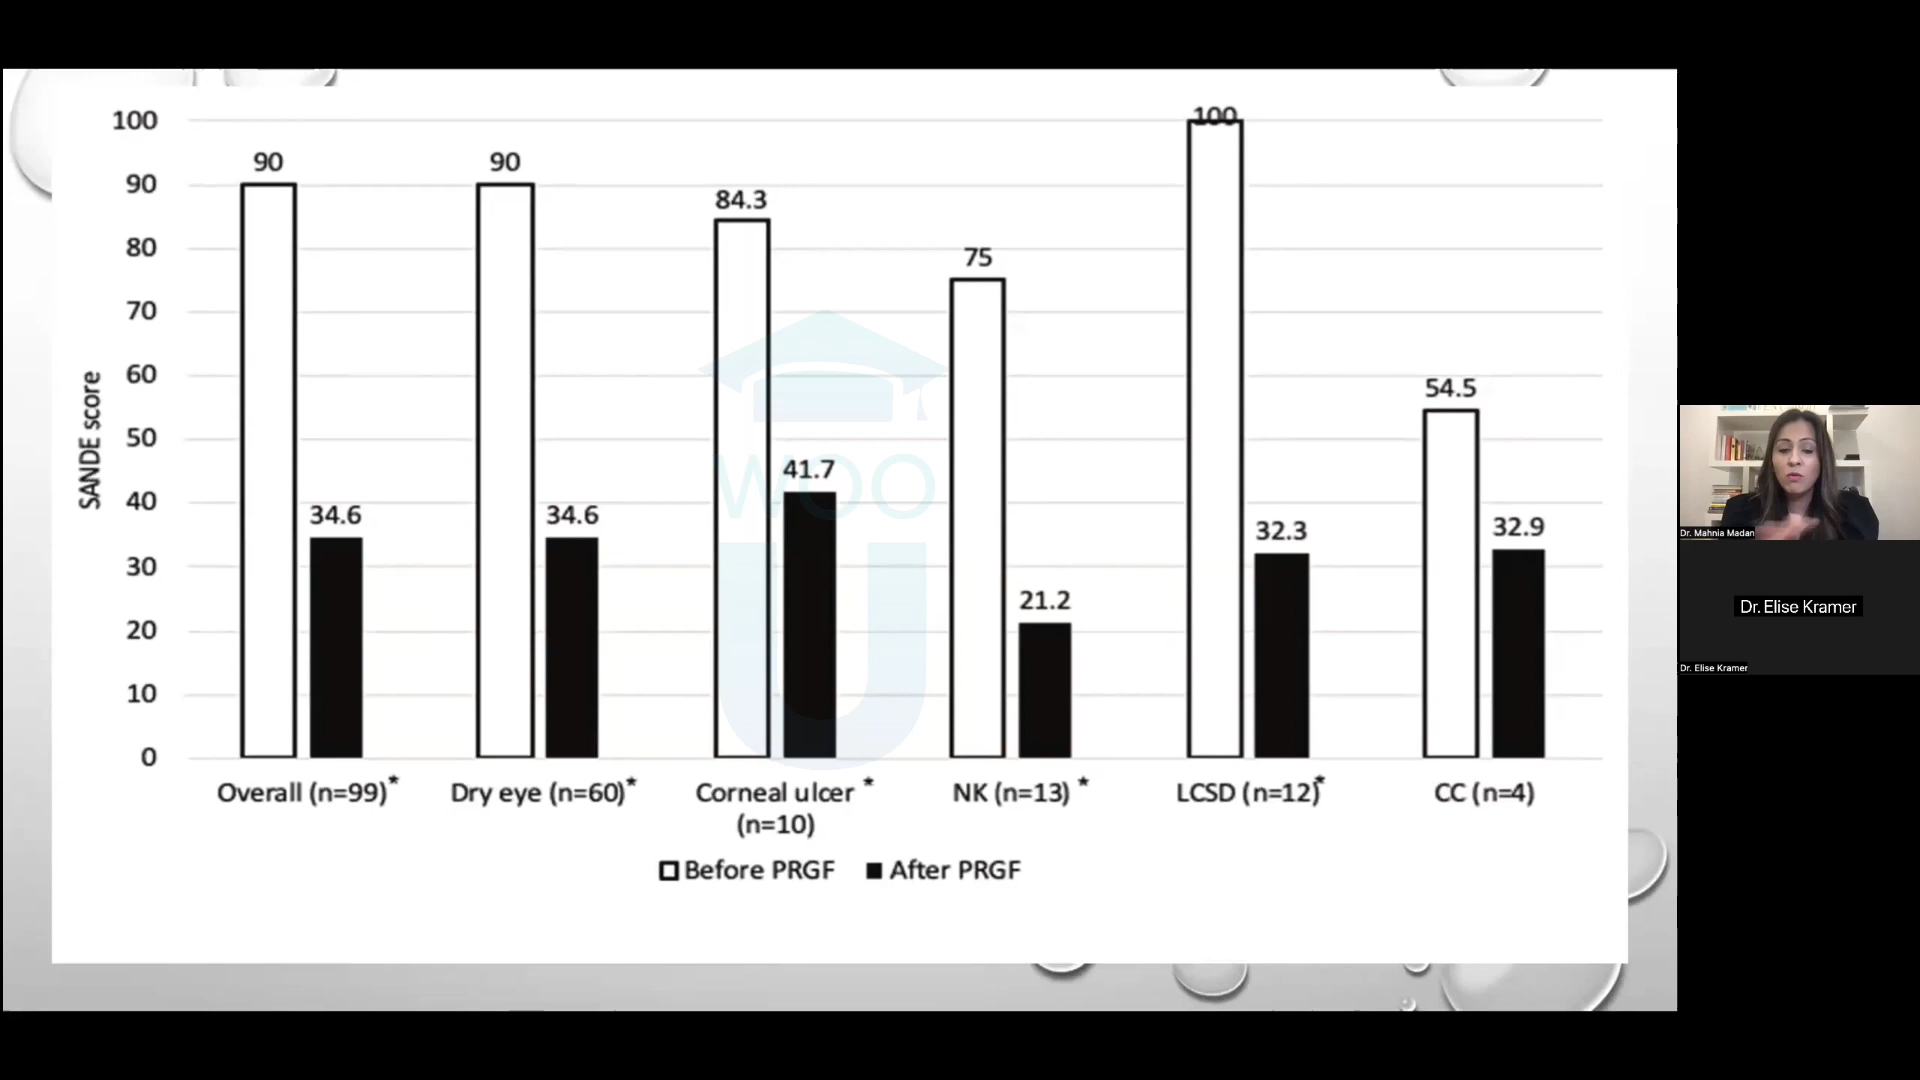 100
90
80
70
60
50
40
30
20
10
0
SANDE score
90
34.6
90
34.6
84.3
41.7
75
21.2
100
32.3
54.5
32.9
Overall (n=99)*
Dry eye (n=60)*
Corneal ulcer *
(n=10)
NK (n=13) *
LCSD (n=12)*
CC (n=4)
Before PRGF
After PRGF
WOO
U
Dr. Mahnia Madan
Dr. Elise Kramer
Dr. Elise Kramer